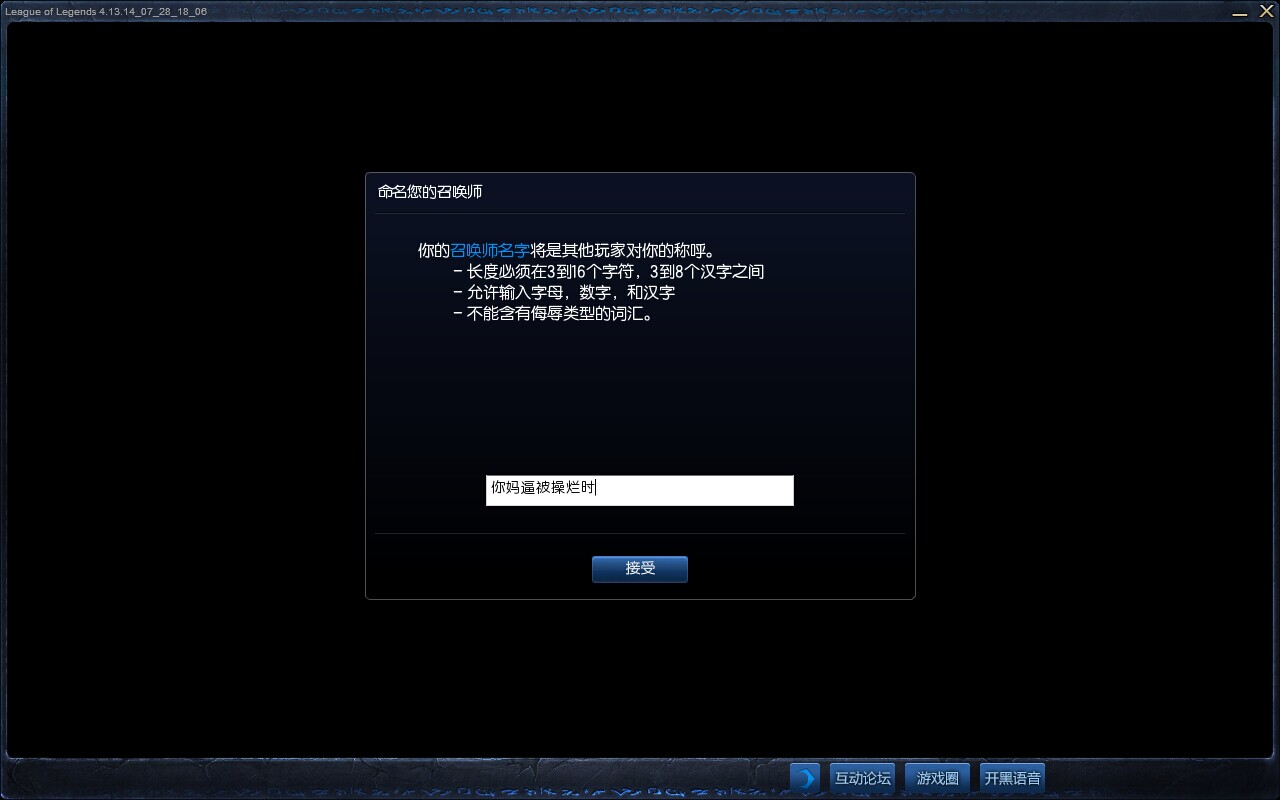 League of Legends 4.13.14_07_28_18_06
命名您的召唤师
你的召唤师名字将是其他玩家对你的称呼。
- 长度必须在3到16个字符，3到8个汉字之间
- 允许输入字母，数字，和汉字
- 不能含有侮辱类型的词汇。
你妈逼被操烂时
接受
互动论坛
游戏圈
开黑语音